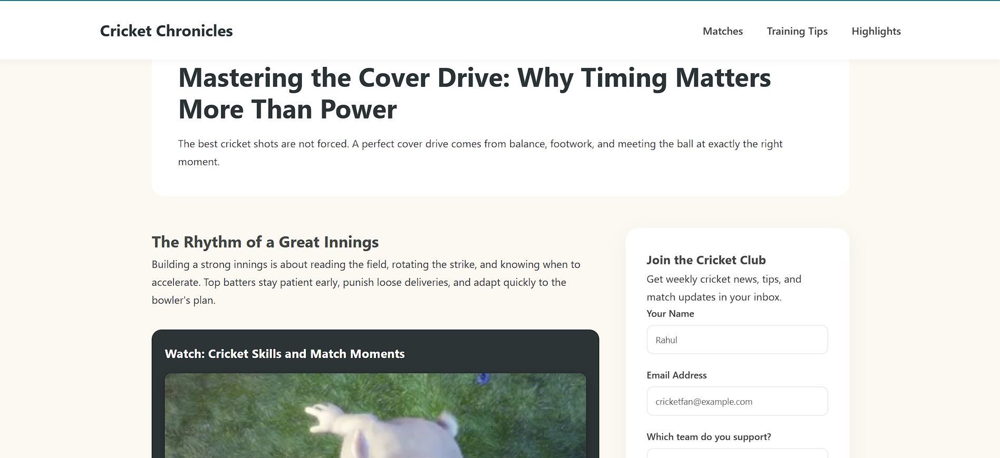 Cricket Chronicles
Matches
Training Tips
Highlights
Mastering the Cover Drive: Why Timing Matters
More Than Power
The best cricket shots are not forced. A perfect cover drive comes from balance, footwork, and meeting the ball at exactly the right
moment.
The Rhythm of a Great Innings
Building a strong innings is about reading the field, rotating the strike, and knowing when to
accelerate. Top batters stay patient early, punish loose deliveries, and adapt quickly to the
bowler's plan.
Watch: Cricket Skills and Match Moments
Join the Cricket Club
Get weekly cricket news, tips, and
match updates in your inbox.
Your Name
Rahul
Email Address
cricketfan@example.com
Which team do you support?